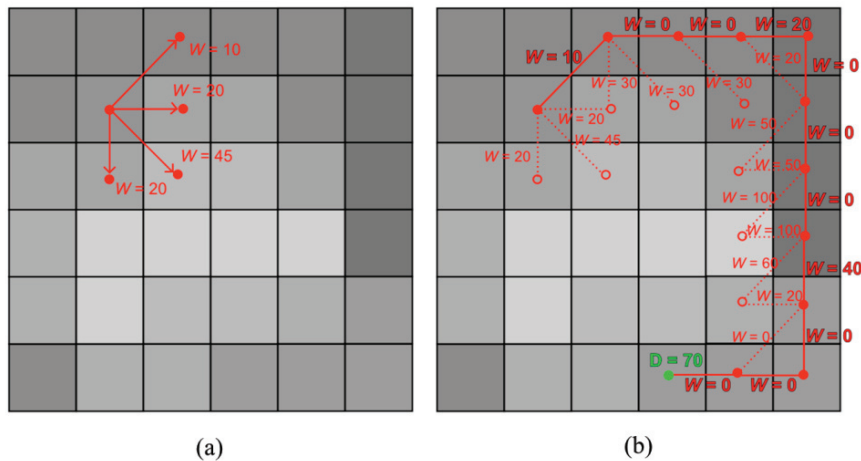 W = 10
W = 20
W = 45
W = 20
(a)
W = 0 W = 0 W = 20
W = 10
W = 20
W = 0
W = 30
W = 30
W = 30
W = 20
W = 50
W = 0
W = 45
W = 20
W = 50
W = 100
W = 0
W = 100
W = 60
W = 40
W = 20
W = 0
W = 0
D = 70
W = 0 W = 0
(b)